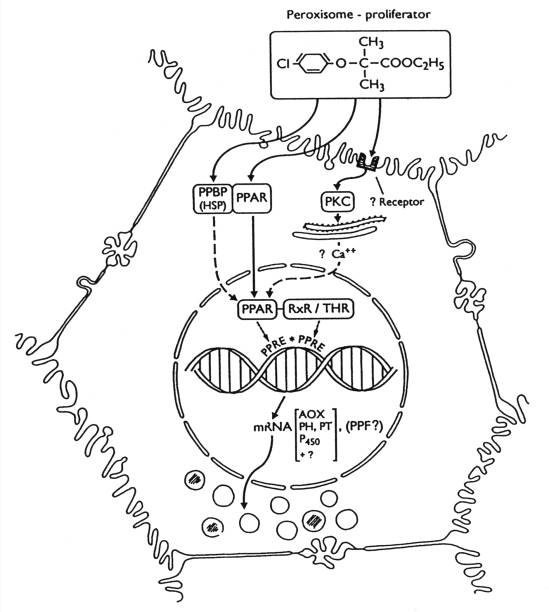 Peroxisome - proliferator
CH₃
Cl O C COOC₂H₅
CH₃
PPBP
(HSP)
PPAR
PKC
? Receptor
? Ca⁺⁺
PPAR
RxR / THR
PPRE * PPRE
mRNA
AOX
PH, PT
P₄₅₀
+ ?
, (PPF?)